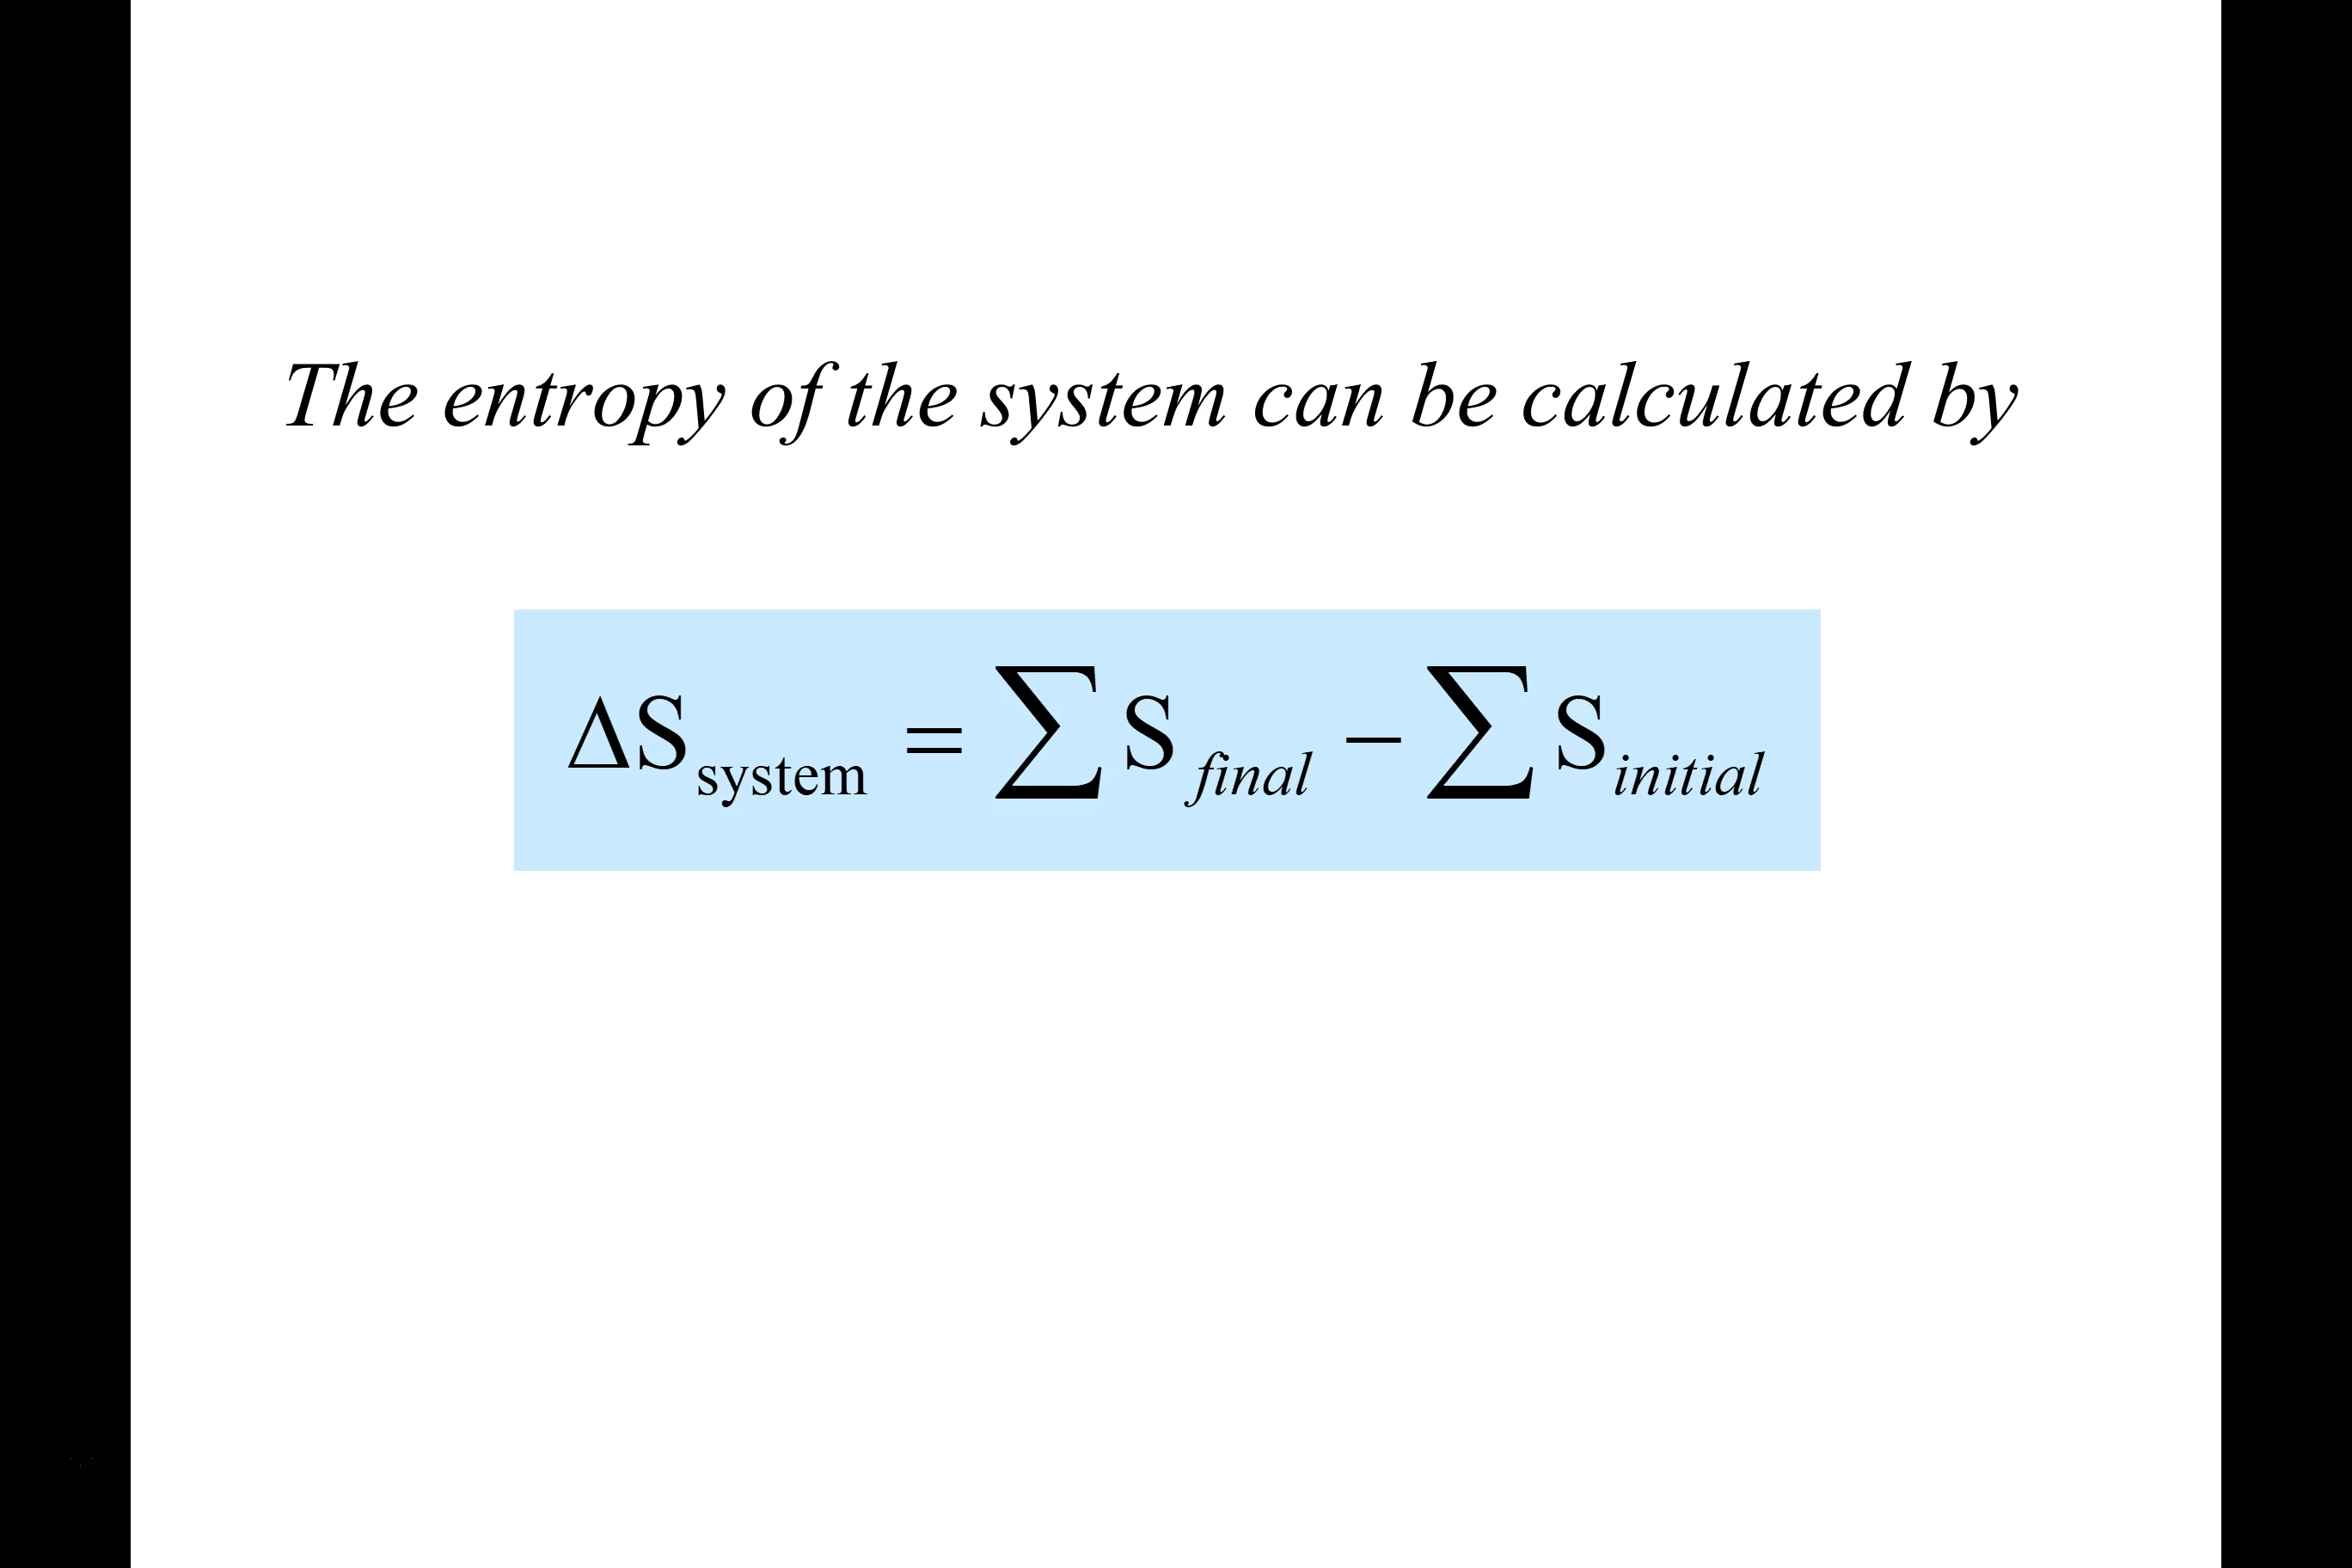 The entropy of the system can be calculated by
ΔS_system = ∑S_final − ∑S_initial